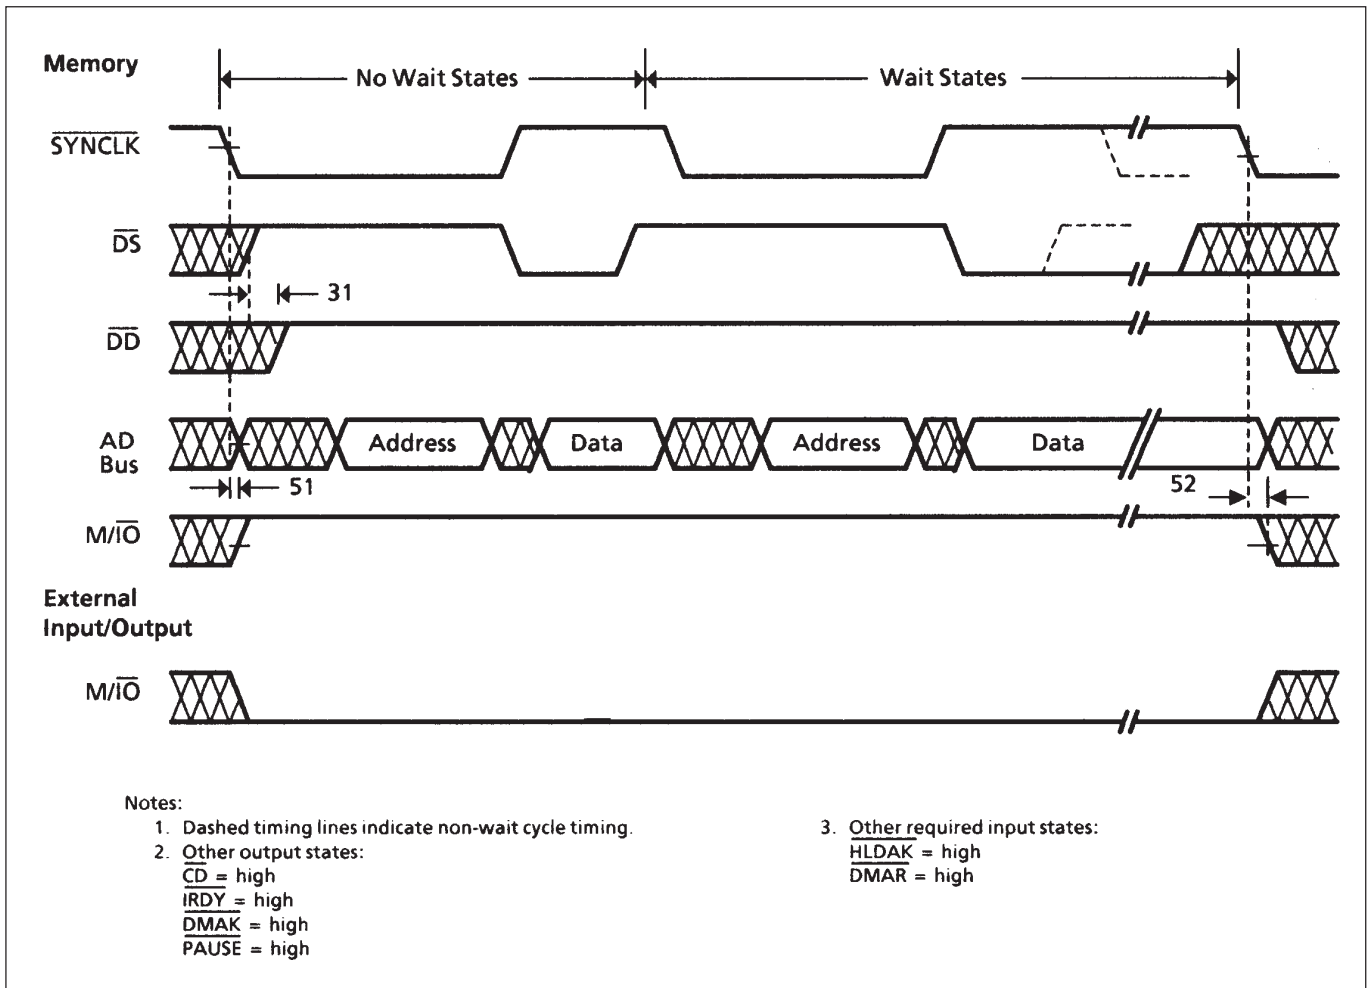 Memory
No Wait States
Wait States
SYNCLK
DS
31
DD
AD
Bus
Address
Data
Address
Data
51
52
M/IO
External
Input/Output
M/IO
Notes:
1. Dashed timing lines indicate non-wait cycle timing.
2. Other output states:
CD = high
IRDY = high
DMAK = high
PAUSE = high
3. Other required input states:
HLDAK = high
DMAR = high